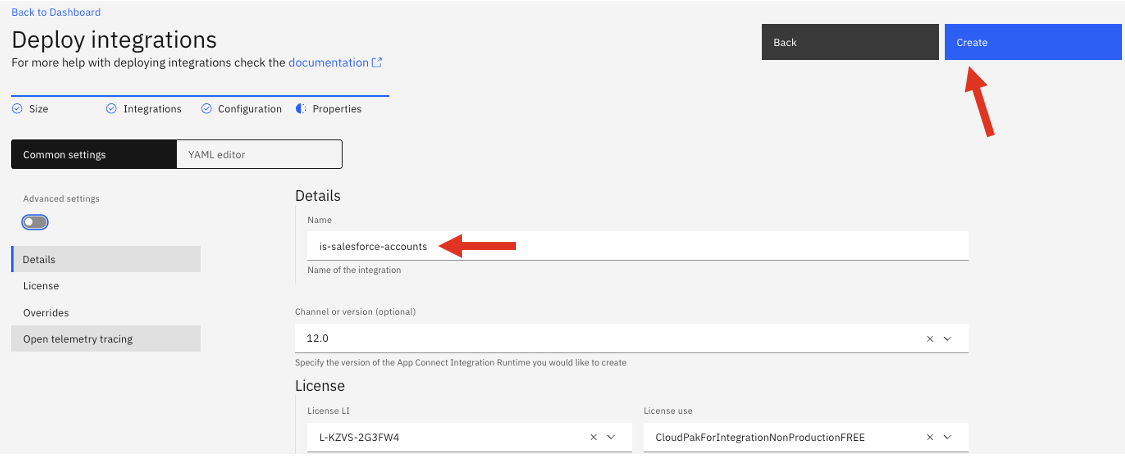 Back to Dashboard
Deploy integrations
For more help with deploying integrations check the documentation
Back
Create
Size
Integrations
Configuration
Properties
Common settings
YAML editor
Advanced settings
Details
License
Overrides
Open telemetry tracing
Details
Name
is-salesforce-accounts
Name of the integration
Channel or version (optional)
12.0
Specify the version of the App Connect Integration Runtime you would like to create
License
License LI
L-KZVS-2G3FW4
License use
CloudPakForIntegrationNonProductionFREE